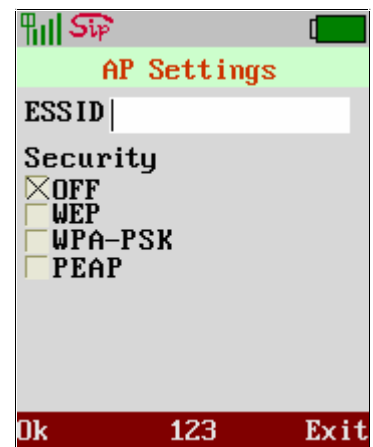 Sip
AP Settings
ESSID
Security
OFF
WEP
WPA-PSK
PEAP
Ok 123 Exit